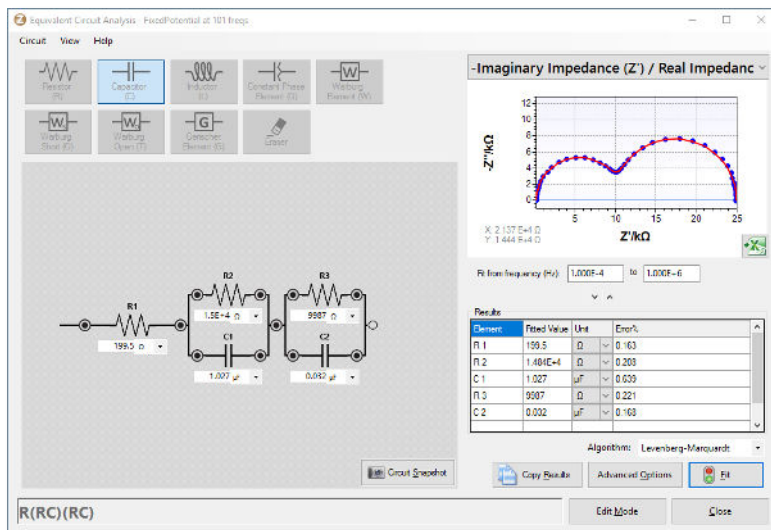 Equivalent Circuit Analysis - FixedPotential at 101 freqs
Circuit View Help
Resistor (R)
Capacitor (C)
Inductor (L)
Constant Phase Element (Q)
Warburg Element (W)
Warburg Short (O)
Warburg Open (T)
Gerischer Element (G)
Eraser
-Imaginary Impedance (Z') / Real Impedanc
-Z''/kΩ
12
8
6
4
2
0
5 10 15 20 25
X: 2.137 E+4 Ω
Y: 1.444 E+4 Ω
Z'/kΩ
Fit from frequency (Hz): 1.000E-4 to 1.000E+6
R1
199.5 Ω
R2
1.5E+4 Ω
C1
1.027 µF
R3
9987 Ω
C2
0.032 µF
Results
Element Fitted Value Unit Error%
R 1 199.5 Ω 0.163
R 2 1.484E+4 Ω 0.203
C 1 1.027 µF 0.639
R 3 9987 Ω 0.221
C 2 0.032 µF 0.168
Algorithm: Levenberg-Marquardt
Circuit Snapshot
Copy Results
Advanced Options
Fit
R(RC)(RC)
Edit Mode
Close